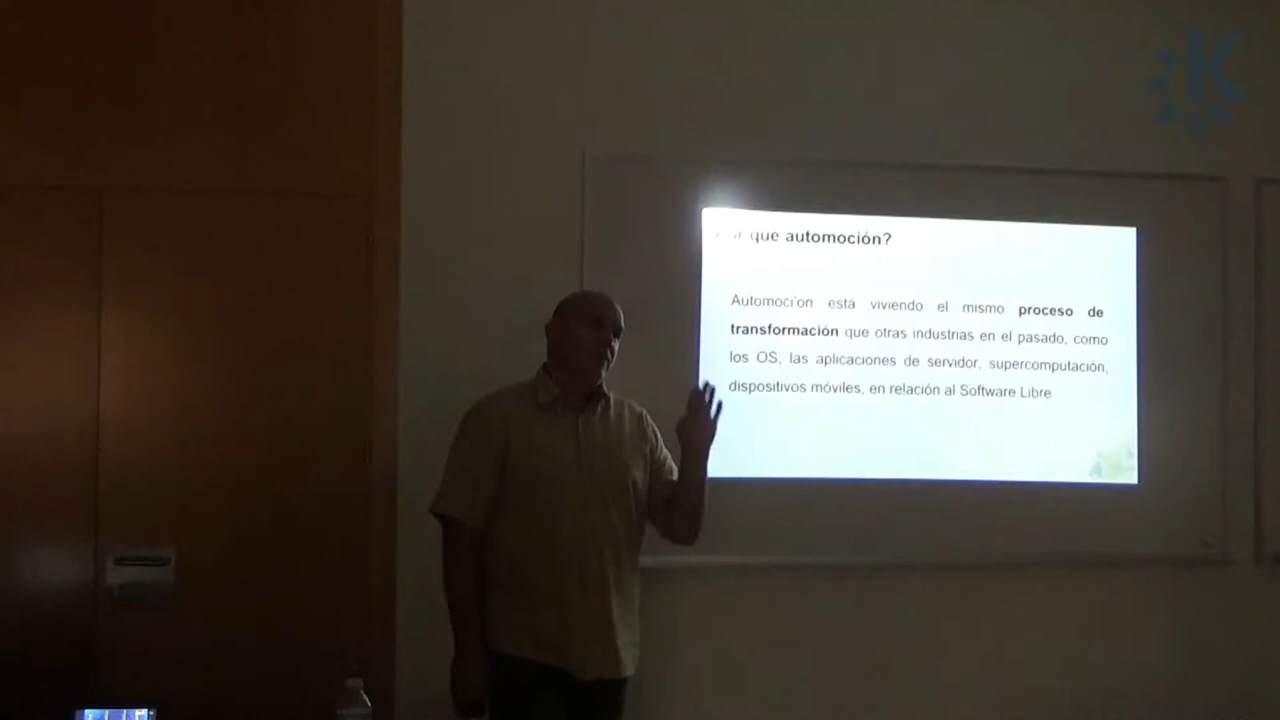 que automoción?
Automoci´on está viviendo el mismo proceso de
transformación que otras industrias en el pasado, como
los OS, las aplicaciones de servidor, supercomputación,
dispositivos móviles, en relación al Software Libre